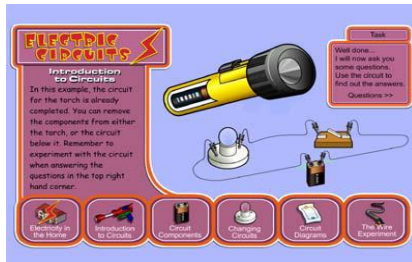 ELECTRIC
CIRCUITS
Introduction
to Circuits
In this example, the circuit
for the torch is already
completed. You can remove
the components from either
the torch, or the circuit
below it. Remember to
experiment with the circuit
when answering the
questions in the top right
hand corner.
Task
Well done...
I will now ask you
some questions.
Use the circuit to
find out the answers.
Questions >>
Electricity in
the Home
Introduction
to Circuits
Circuit
Components
Changing
Circuits
Circuit
Diagrams
The Wire
Experiment